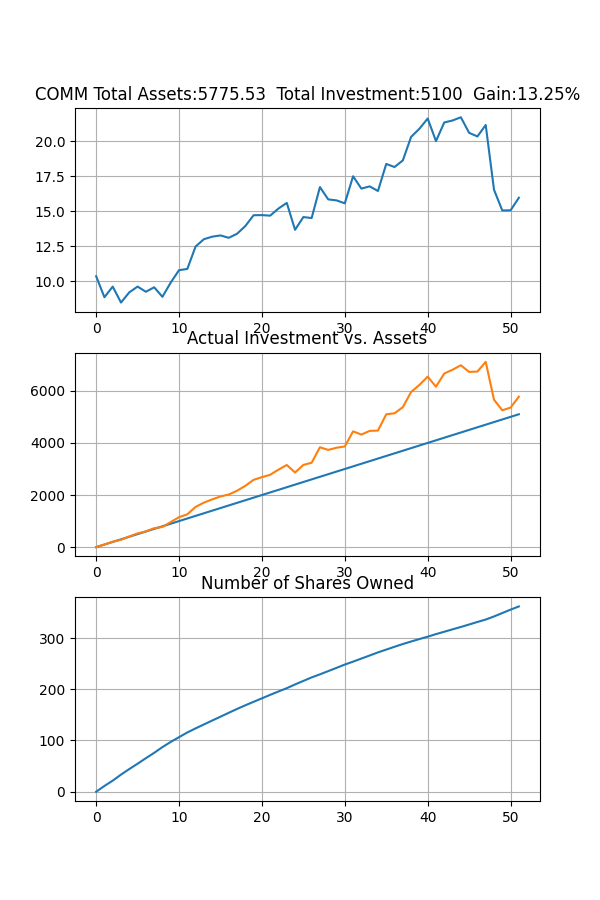 COMM Total Assets:5775.53  Total Investment:5100  Gain:13.25%
20.0
17.5
15.0
12.5
10.0
0 10 20 30 40 50
Actual Investment vs. Assets
6000
4000
2000
0
0 10 20 30 40 50
Number of Shares Owned
300
200
100
0
0 10 20 30 40 50